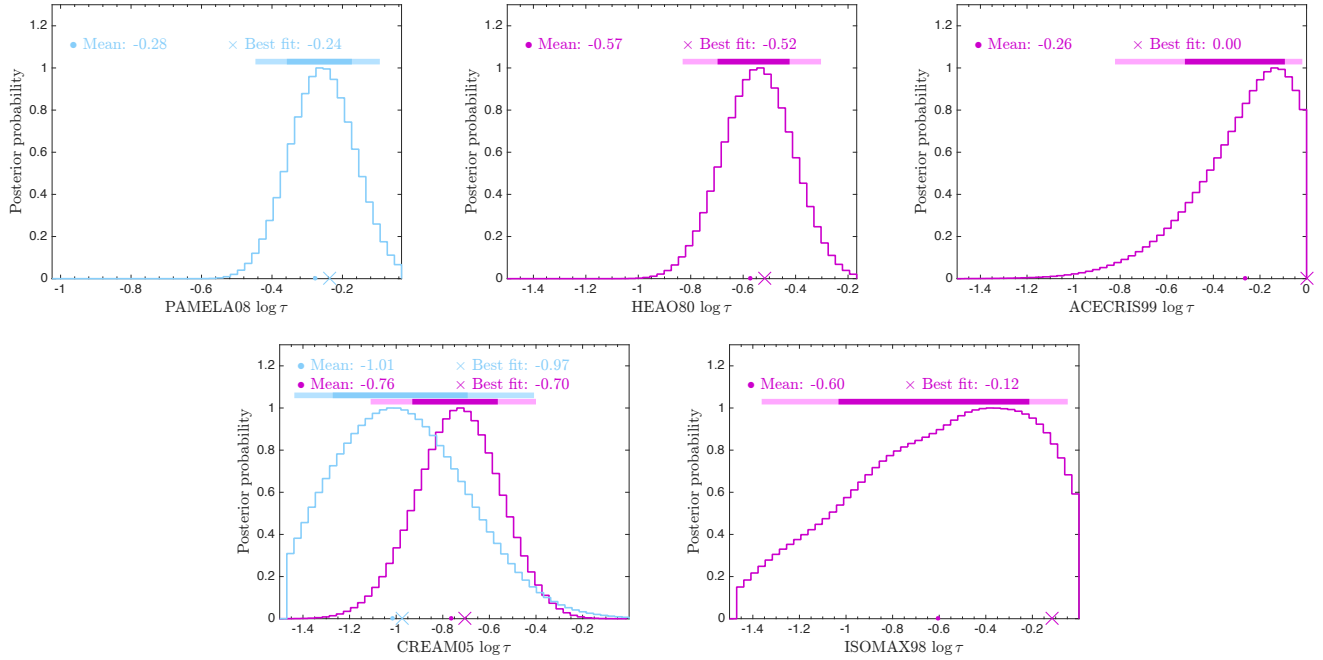 1.2
1
0.8
0.6
0.4
0.2
0
Posterior probability
• Mean: -0.28 × Best fit: -0.24
-1 -0.8 -0.6 -0.4 -0.2
PAMELA08 log τ
1.2
1
0.8
0.6
0.4
0.2
0
Posterior probability
• Mean: -0.57 × Best fit: -0.52
-1.4 -1.2 -1 -0.8 -0.6 -0.4 -0.2
HEAO80 log τ
1.2
1
0.8
0.6
0.4
0.2
0
Posterior probability
• Mean: -0.26 × Best fit: 0.00
-1.4 -1.2 -1 -0.8 -0.6 -0.4 -0.2 0
ACECRIS99 log τ
1.2
1
0.8
0.6
0.4
0.2
0
Posterior probability
• Mean: -1.01 × Best fit: -0.97
• Mean: -0.76 × Best fit: -0.70
-1.4 -1.2 -1 -0.8 -0.6 -0.4 -0.2
CREAM05 log τ
1.2
1
0.8
0.6
0.4
0.2
0
Posterior probability
• Mean: -0.60 × Best fit: -0.12
-1.4 -1.2 -1 -0.8 -0.6 -0.4 -0.2
ISOMAX98 log τ